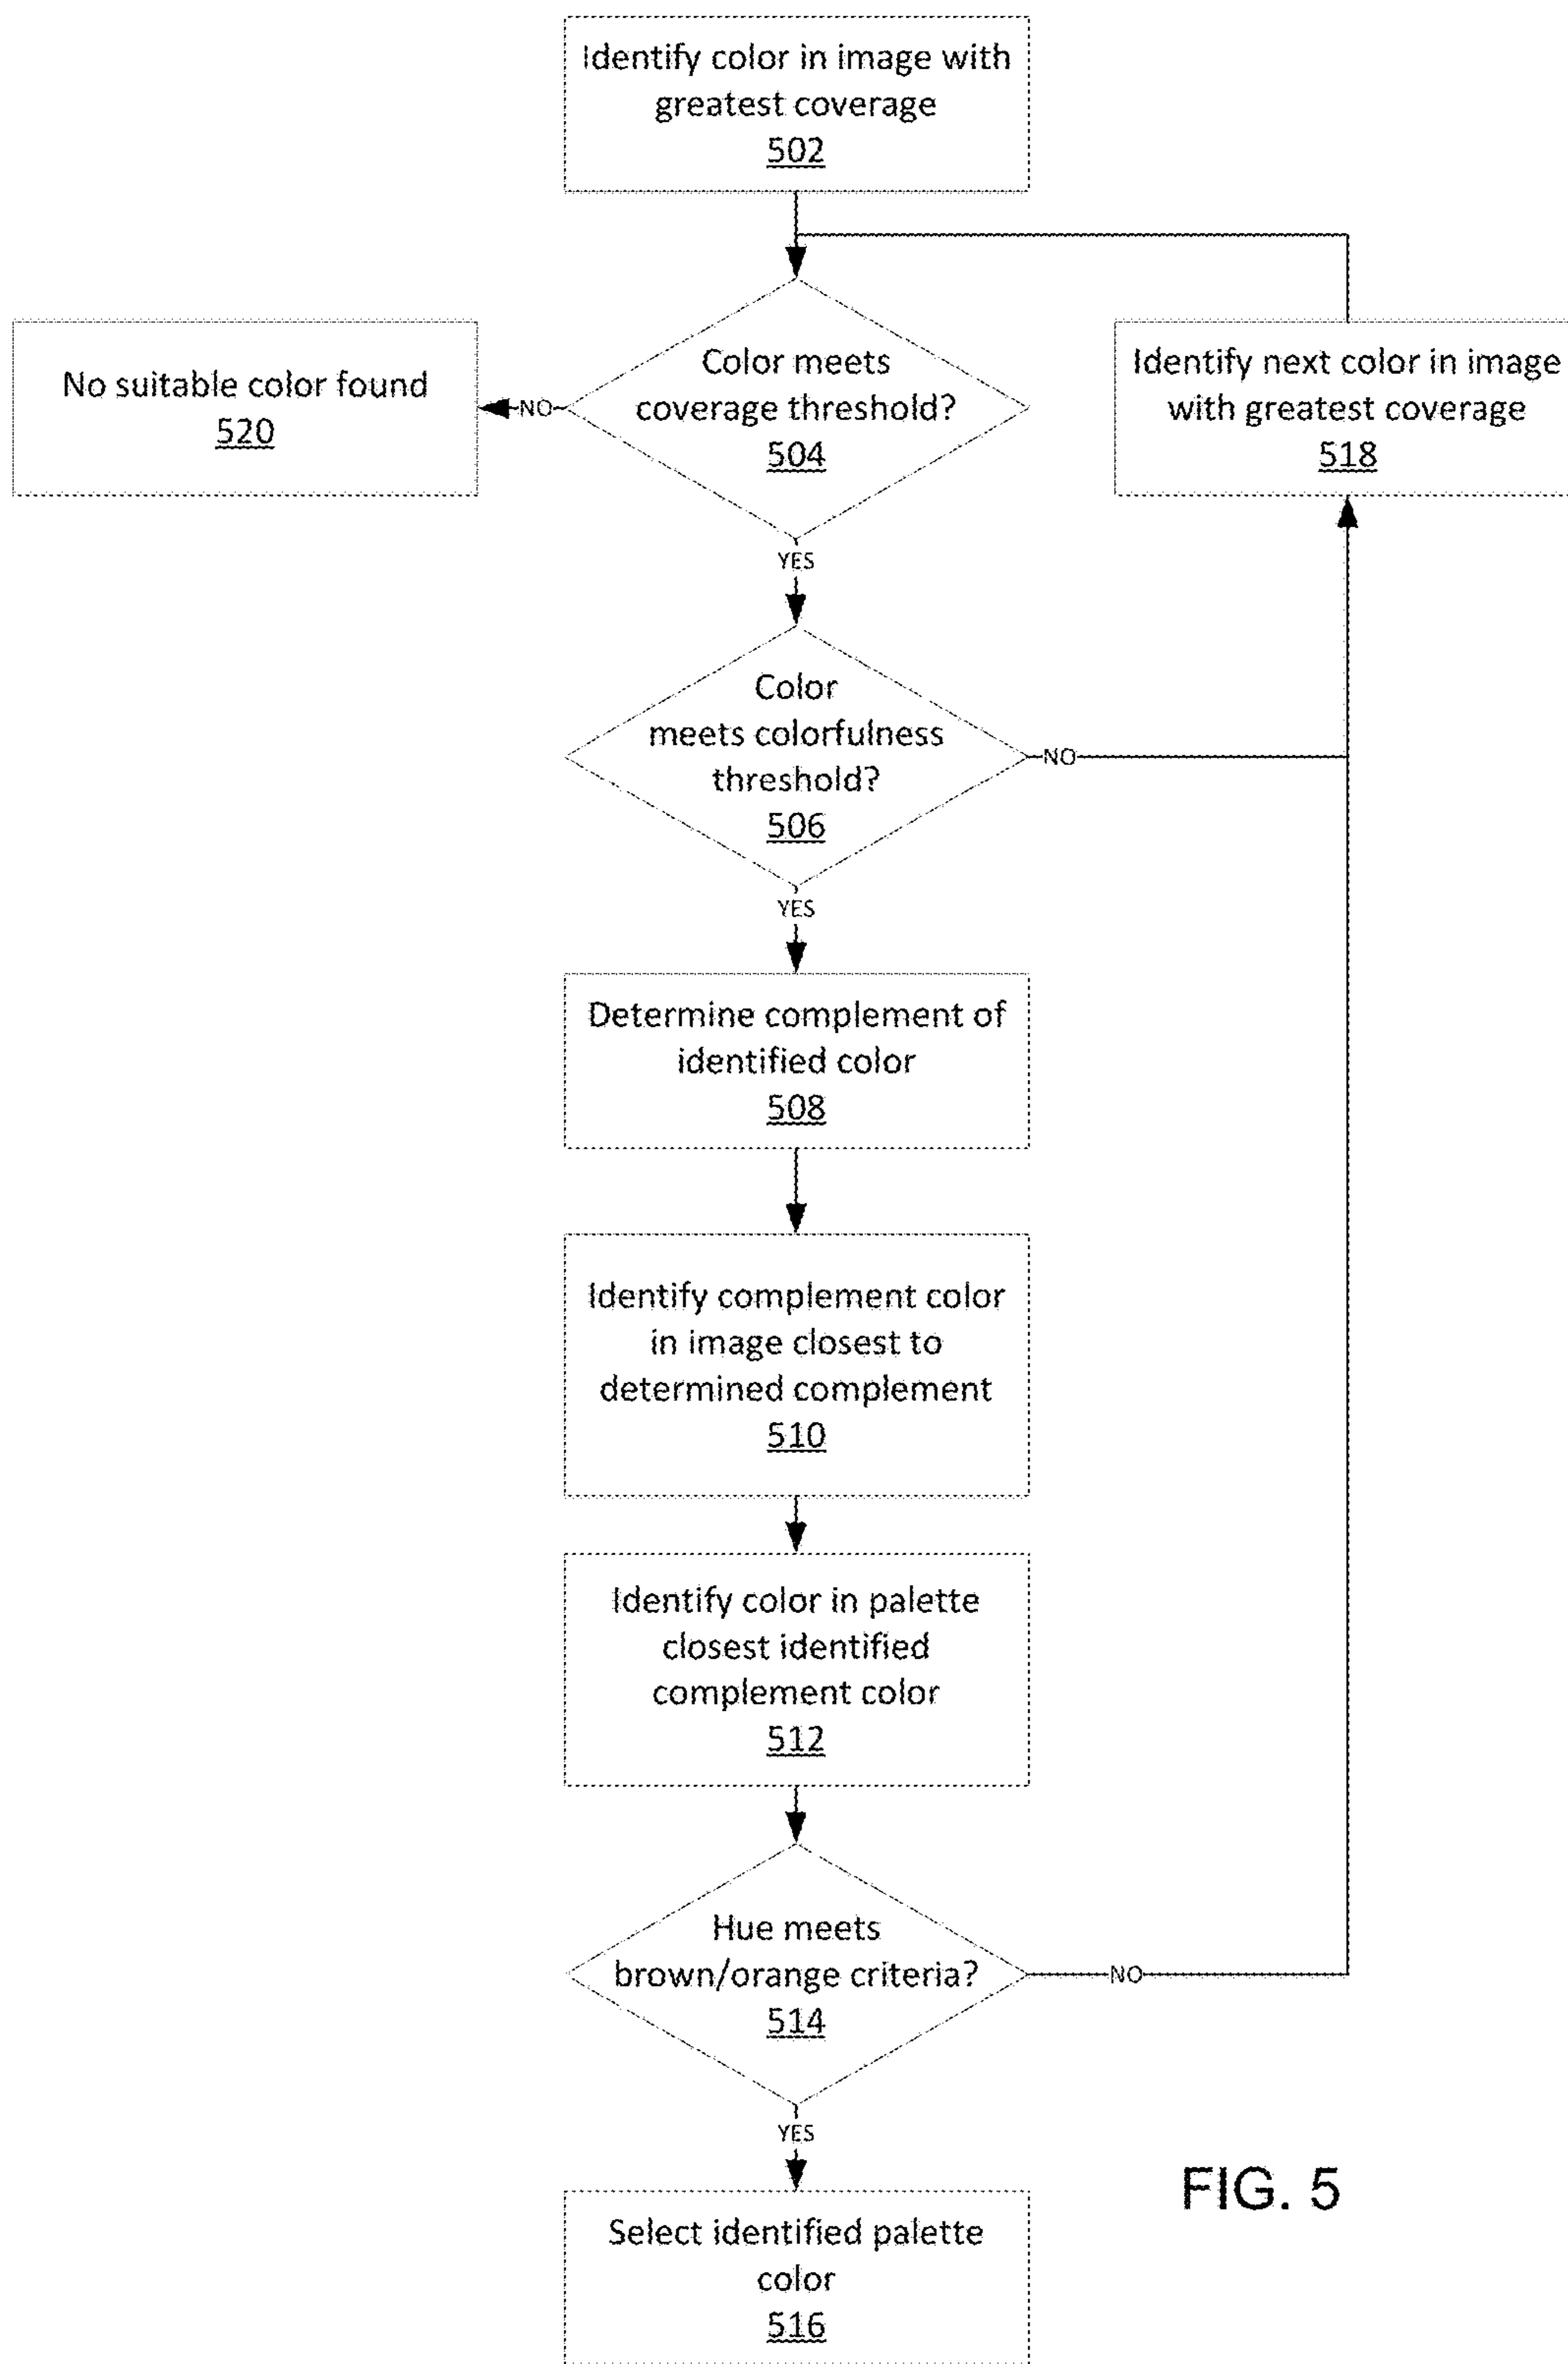 Identify color in image with
greatest coverage
502
Color meets
coverage threshold?
504
NO
No suitable color found
520
Identify next color in image
with greatest coverage
518
YES
Color
meets colorfulness
threshold?
506
NO
YES
Determine complement of
identified color
508
Identify complement color
in image closest to
determined complement
510
Identify color in palette
closest identified
complement color
512
Hue meets
brown/orange criteria?
514
NO
YES
Select identified palette
color
516
FIG. 5